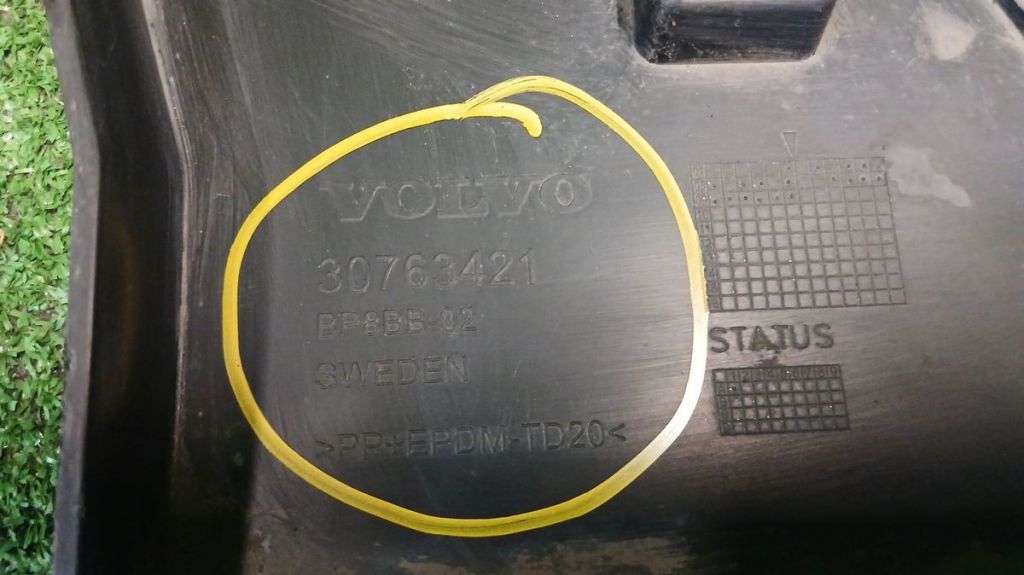 VOLVO
30763421
BP8BB-02
SWEDEN
>PP+EPDM-TD20<
STATUS